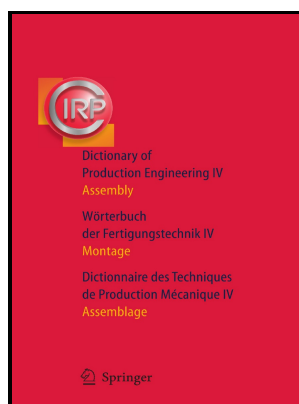 CIRP
Dictionary of
Production Engineering IV
Assembly
Wörterbuch
der Fertigungstechnik IV
Montage
Dictionnaire des Techniques
de Production Mécanique IV
Assemblage
Springer